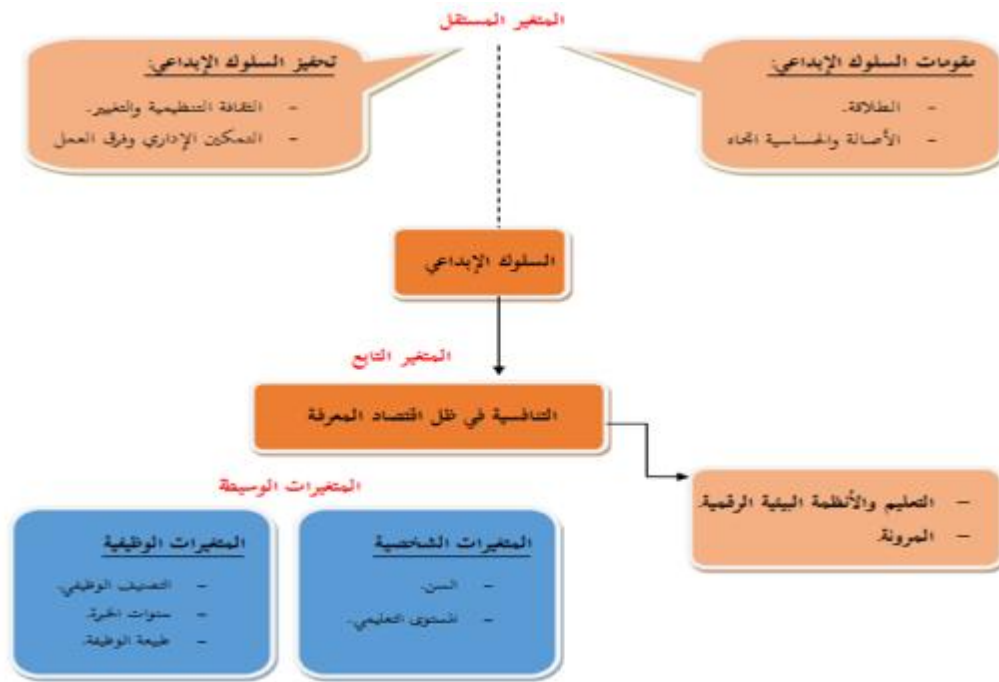 المتغير المستقل
مقومات السلوك الإبداعي:
- الطلاقة.
- الأصالة والحساسية اتجاه
تحفيز السلوك الإبداعي:
- الثقافة التنظيمية والتغيير.
- التمكين الإداري وفرق العمل
السلوك الإبداعي
المتغير التابع
التنافسية في ظل اقتصاد المعرفة
- التعليم والأنظمة البيئية الرقمية.
- المرونة.
المتغيرات الوسيطة
المتغيرات الشخصية
- السن.
- المستوى التعليمي.
المتغيرات الوظيفية
- التصنيف الوظيفي.
- سنوات الخبرة.
- طبيعة الوظيفة.